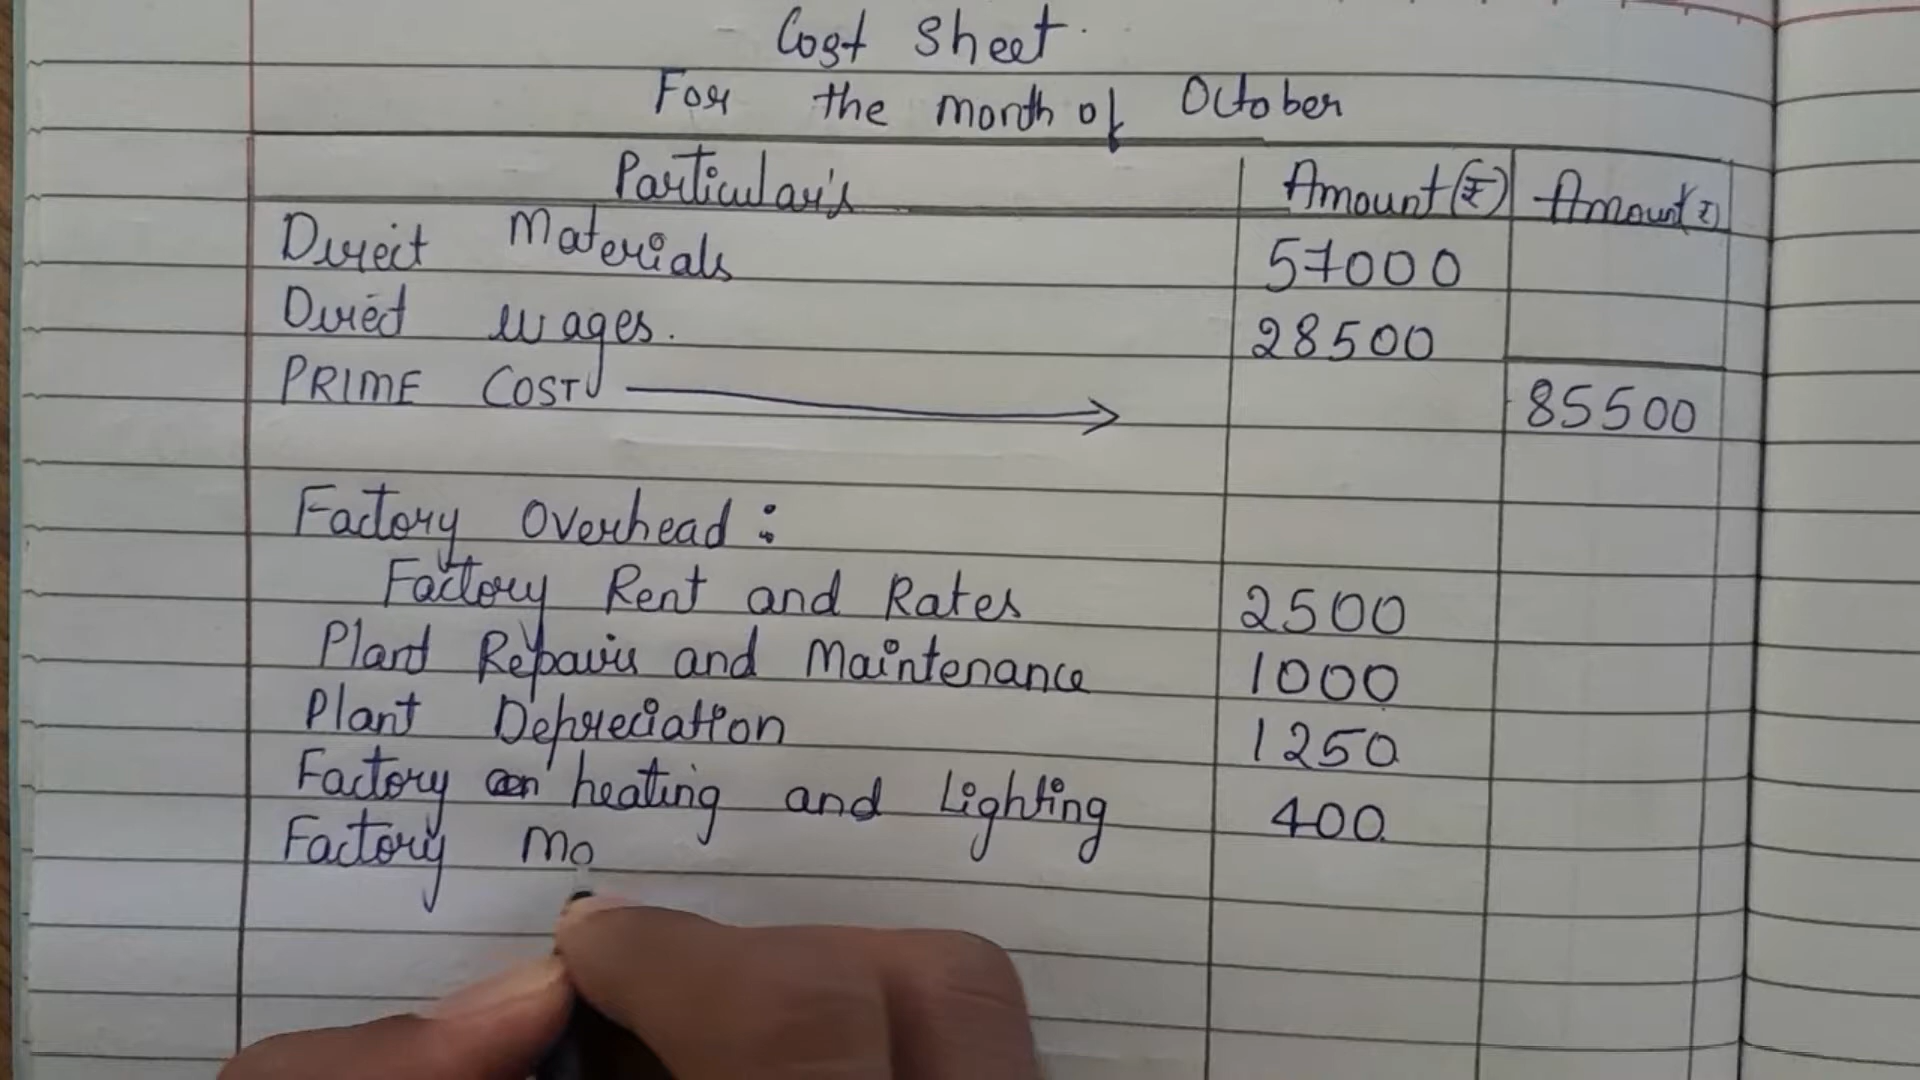 Cost Sheet
For the month of October
Particular's Amount (₹) Amount (₹)
Direct Materials 57000
Direct wages. 28500
PRIME COST 85500
Factory Overhead :
Factory Rent and Rates 2500
Plant Repairs and Maintenance 1000
Plant Depreciation 1250
Factory heating and Lighting 400
Factory Mo